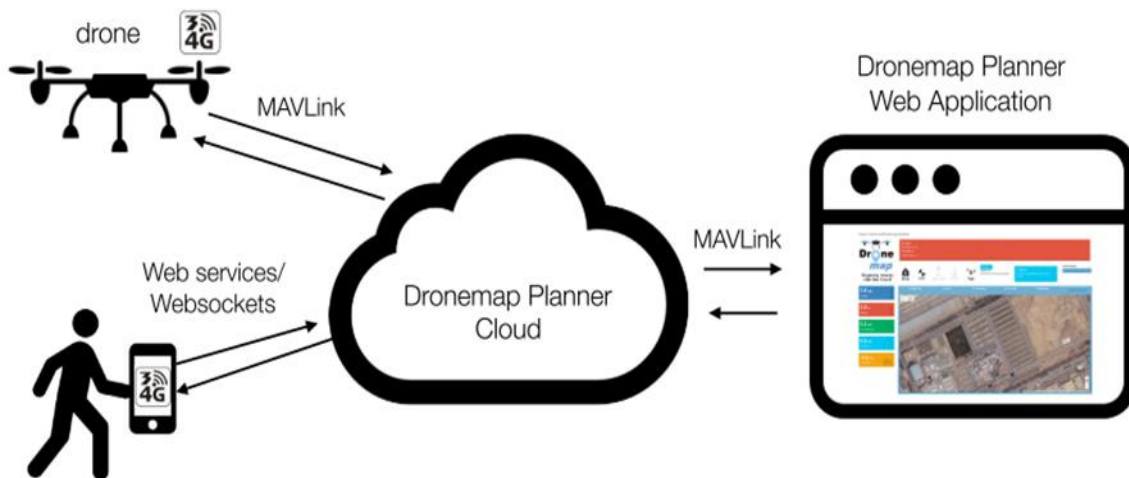 drone
3G
4G
MAVLink
Dronemap Planner
Web Application
MAVLink
Web services/
Websockets
Dronemap Planner
Cloud
3G
4G
Drone
map